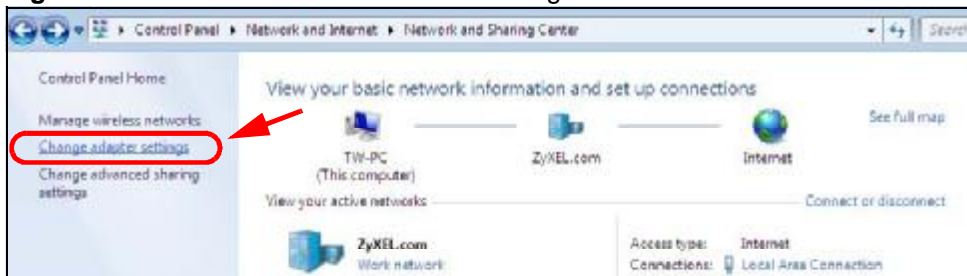 Control Panel ▸ Network and Internet ▸ Network and Sharing Center
Search
Control Panel Home
Manage wireless networks
Change adapter settings
Change advanced sharing
settings
View your basic network information and set up connections
See full map
TW-PC
(This computer)
ZyXEL.com
Internet
View your active networks
Connect or disconnect
ZyXEL.com
Work network
Access type: Internet
Connections: Local Area Connection